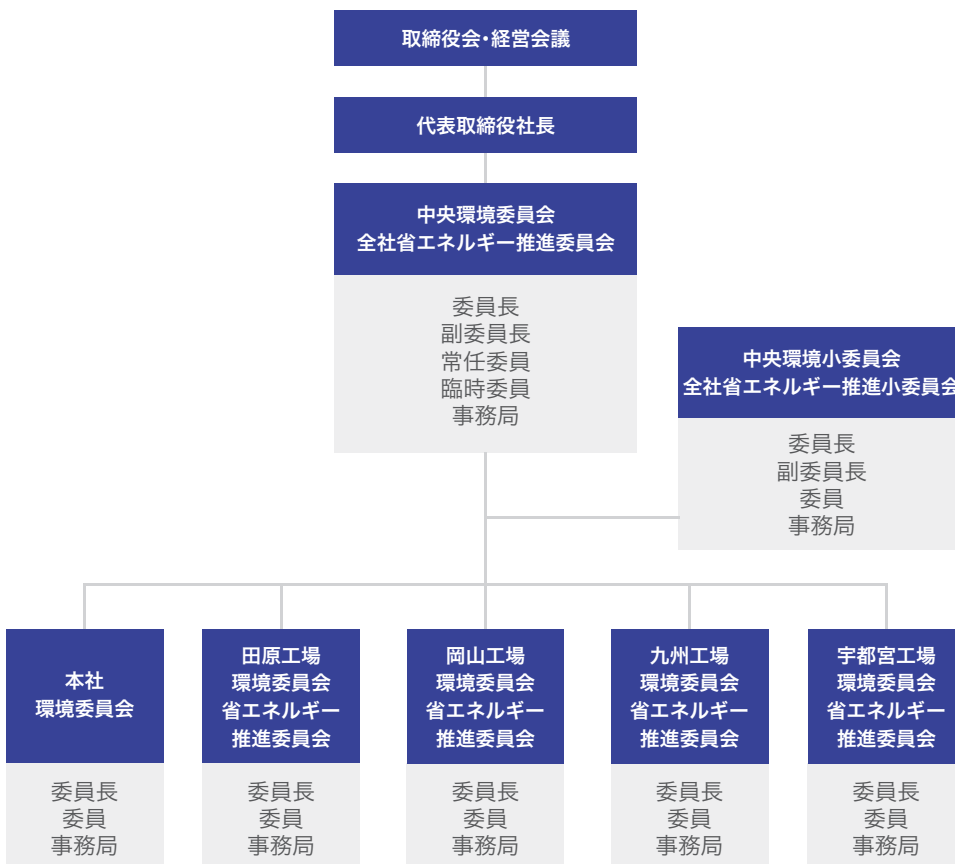 取締役会・経営会議
代表取締役社長
中央環境委員会
全社省エネルギー推進委員会
委員長
副委員長
常任委員
臨時委員
事務局
中央環境小委員会
全社省エネルギー推進小委員会
委員長
副委員長
委員
事務局
本社
環境委員会
委員長
委員
事務局
田原工場
環境委員会
省エネルギー
推進委員会
委員長
委員
事務局
岡山工場
環境委員会
省エネルギー
推進委員会
委員長
委員
事務局
九州工場
環境委員会
省エネルギー
推進委員会
委員長
委員
事務局
宇都宮工場
環境委員会
省エネルギー
推進委員会
委員長
委員
事務局